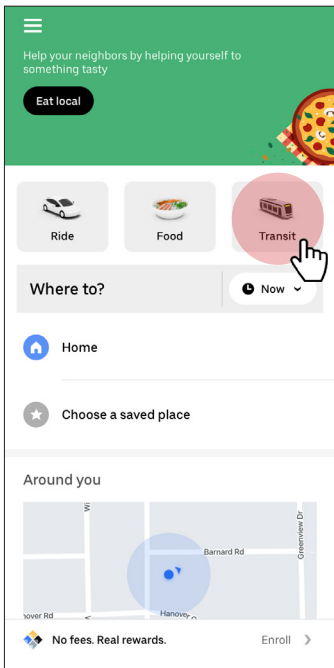 Help your neighbors by helping yourself to
something tasty
Eat local
Ride
Food
Transit
Where to?
Now
Home
Choose a saved place
Around you
Barnard Rd
Greenview Dr
Hanover
No fees. Real rewards.
Enroll